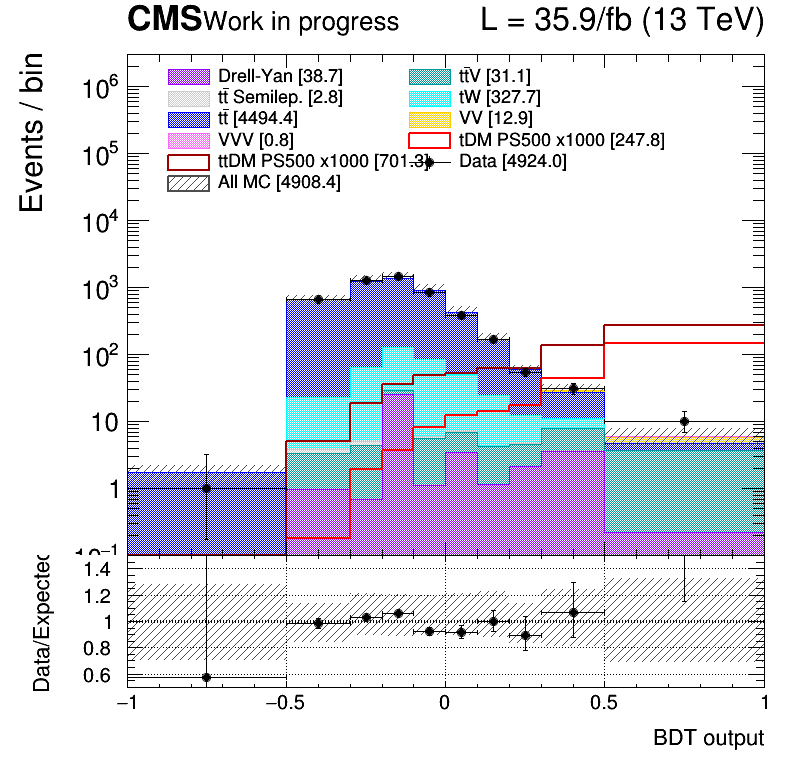 CMS Work in progress L = 35.9/fb (13 TeV)
Events / bin
Drell-Yan [38.7] tt̄V [31.1]
tt̄ Semilep. [2.8] tW [327.7]
tt̄ [4494.4] VV [12.9]
VVV [0.8] tDM PS500 x1000 [247.8]
ttDM PS500 x1000 [701.3] Data [4924.0]
All MC [4908.4]
10⁶
10⁵
10⁴
10³
10²
10
1
10⁻¹
Data/Expected
1.4
1.2
1
0.8
0.6
−1 −0.5 0 0.5 1
BDT output